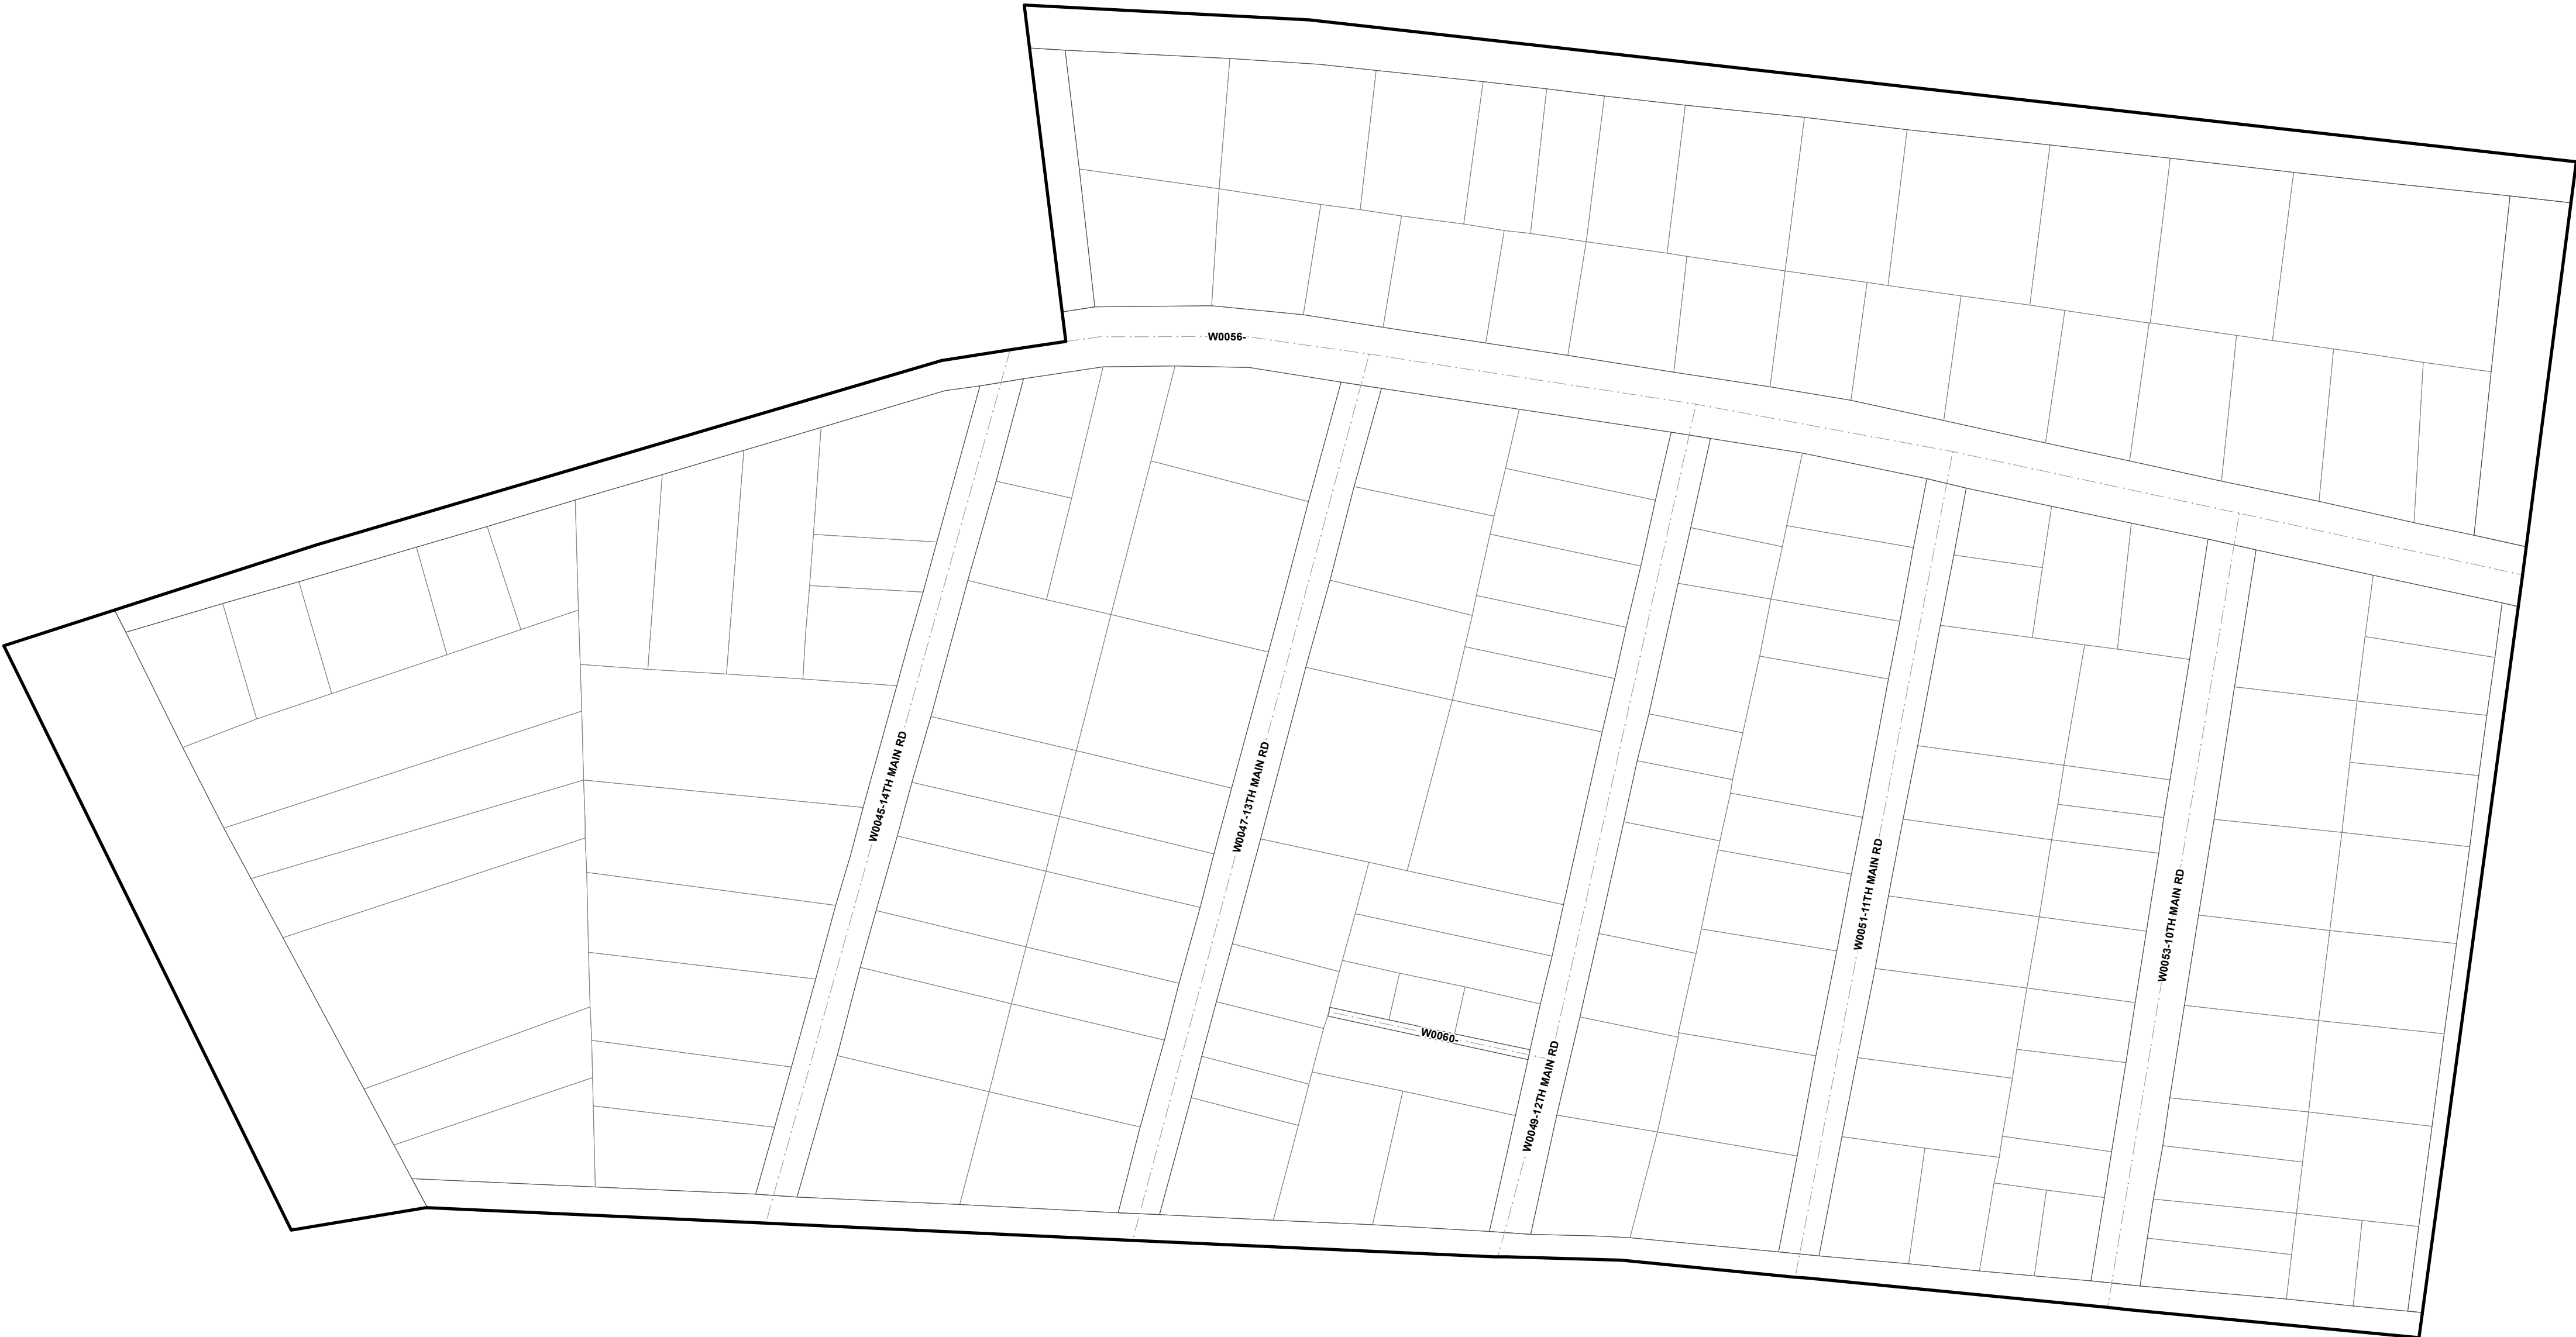 W0056-
W0045-14TH MAIN RD
W0047-13TH MAIN RD
W0051-11TH MAIN RD
W0053-10TH MAIN RD
W0060-
W0049-12TH MAIN RD